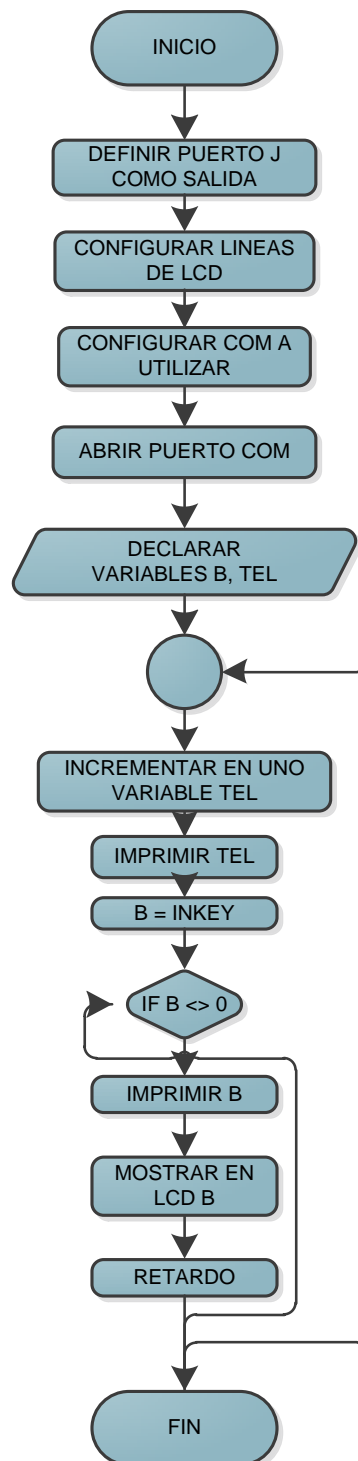 INICIO
DEFINIR PUERTO J
COMO SALIDA
CONFIGURAR LINEAS
DE LCD
CONFIGURAR COM A
UTILIZAR
ABRIR PUERTO COM
DECLARAR
VARIABLES B, TEL
INCREMENTAR EN UNO
VARIABLE TEL
IMPRIMIR TEL
B = INKEY
IF B <> 0
IMPRIMIR B
MOSTRAR EN
LCD B
RETARDO
FIN